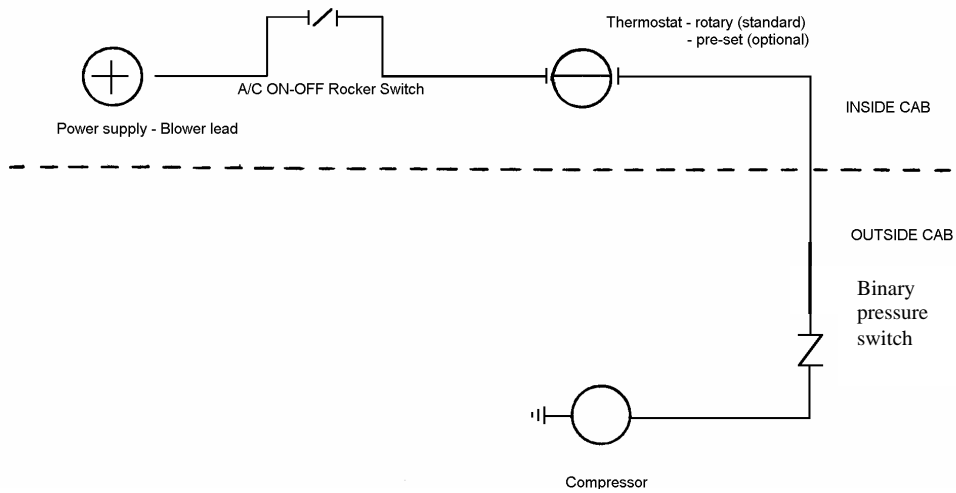 Thermostat - rotary (standard)
- pre-set (optional)
A/C ON-OFF Rocker Switch
Power supply - Blower lead
INSIDE CAB
OUTSIDE CAB
Binary
pressure
switch
Compressor